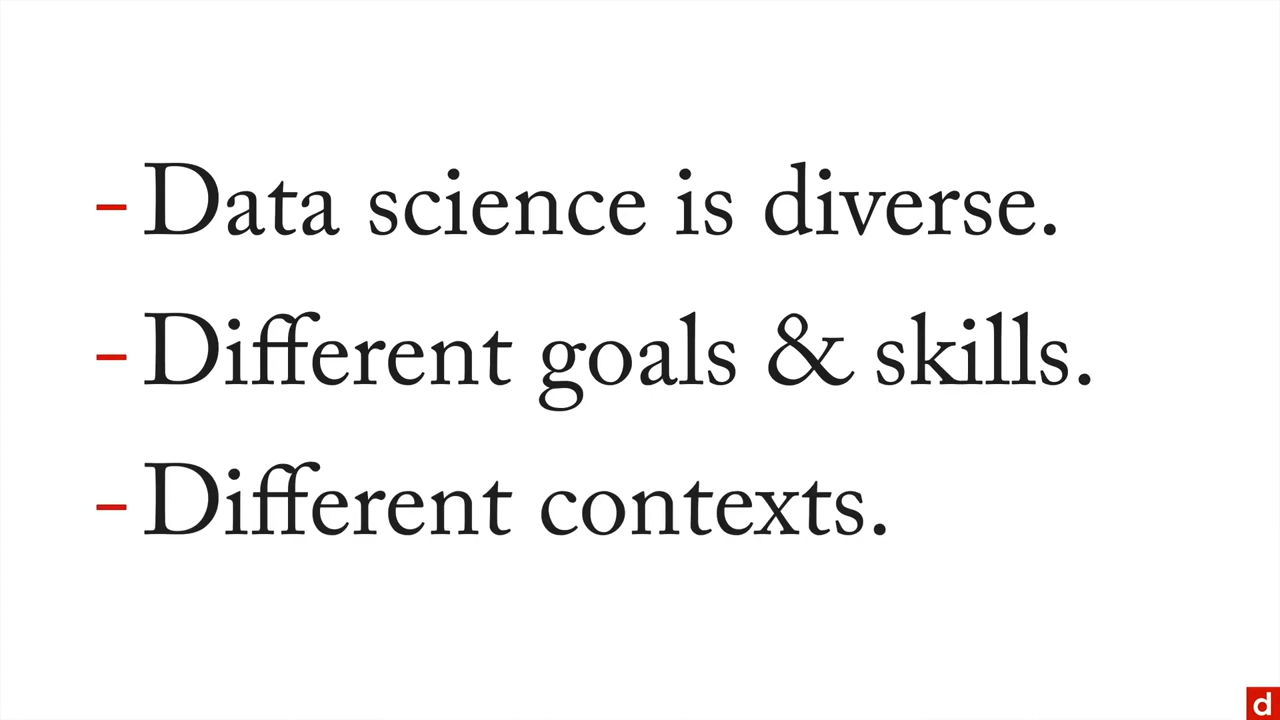 - Data science is diverse.
- Different goals & skills.
- Different contexts.
d